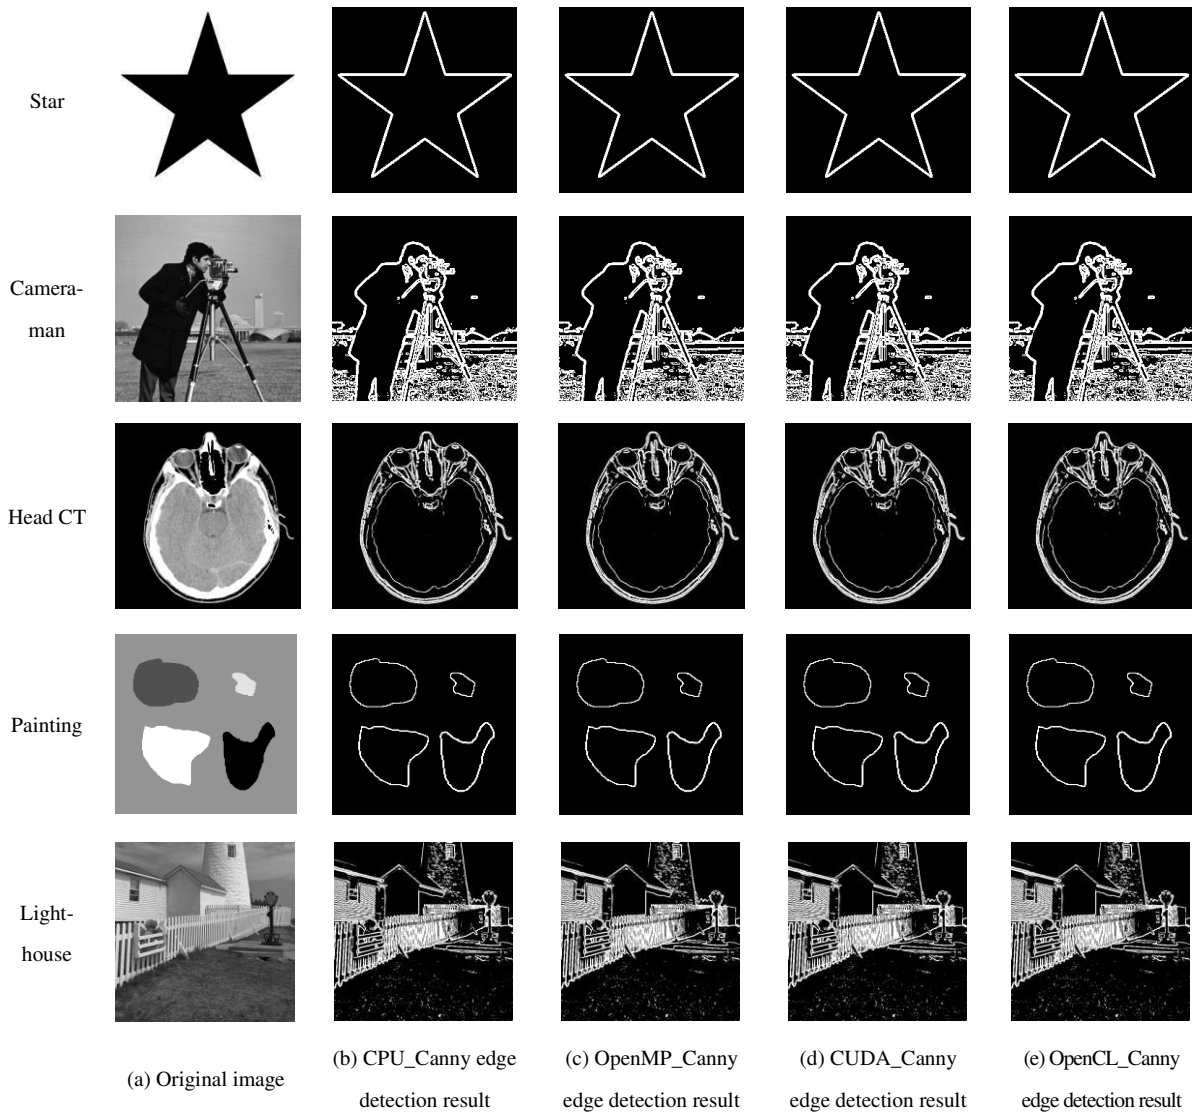 Star
Camera-
man
Head CT
Painting
Light-
house
(a) Original image
(b) CPU_Canny edge
detection result
(c) OpenMP_Canny
edge detection result
(d) CUDA_Canny
edge detection result
(e) OpenCL_Canny
edge detection result